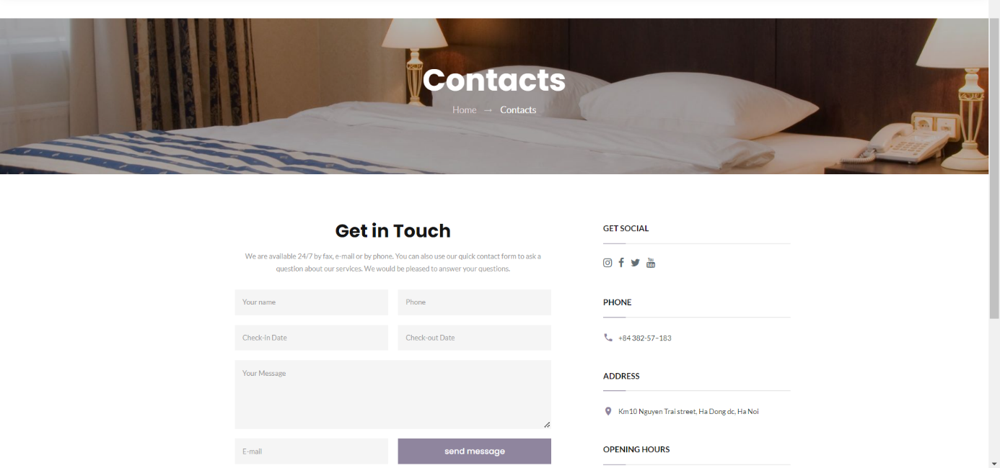 Contacts
Home → Contacts
Get in Touch
We are available 24/7 by fax, e-mail or by phone. You can also use our quick contact form to ask a
question about our services. We would be pleased to answer your questions.
Your name
Phone
Check-in Date
Check-out Date
Your Message
E-mail
send message
GET SOCIAL
You Tube
PHONE
+84 382-57–183
ADDRESS
Km10 Nguyen Trai street, Ha Dong dc, Ha Noi
OPENING HOURS